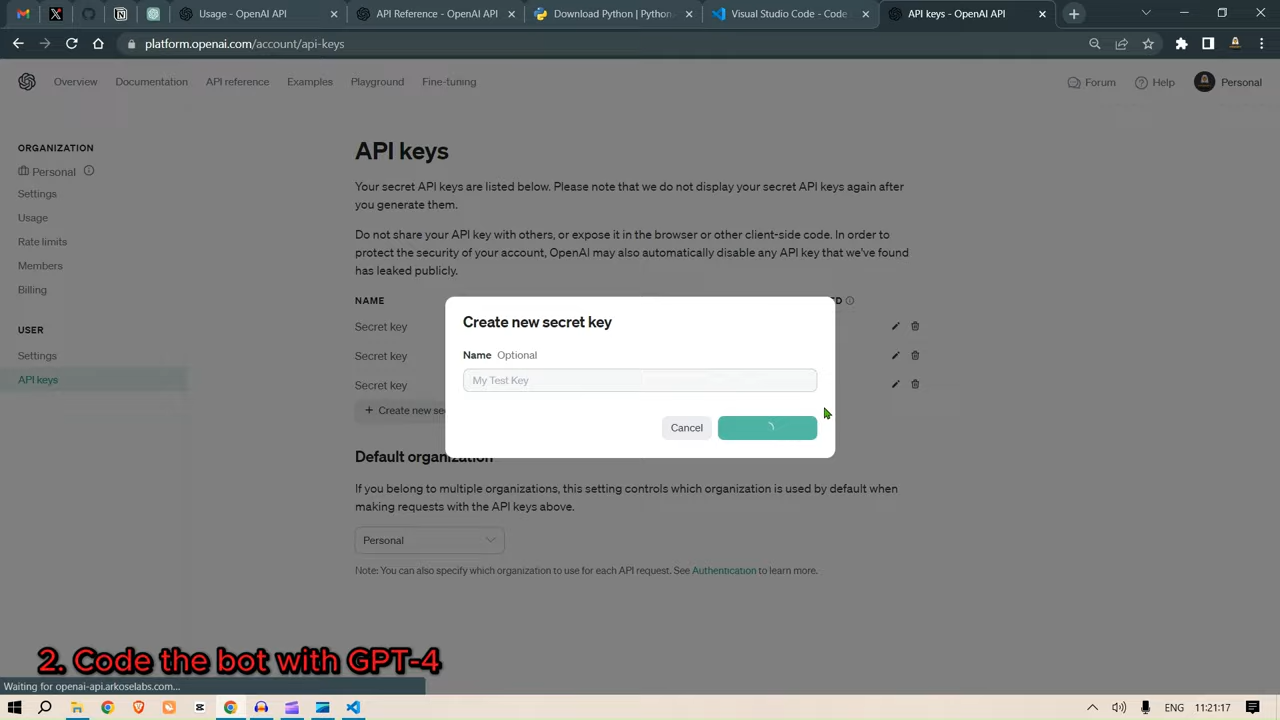 Usage - OpenAI API
API Reference - OpenAI API
Download Python | Python.
Visual Studio Code - Code
API keys - OpenAI API
platform.openai.com/account/api-keys
Overview
Documentation
API reference
Examples
Playground
Fine-tuning
Forum
Help
Personal
ORGANIZATION
Personal
Settings
Usage
Rate limits
Members
Billing
USER
Settings
API keys
API keys
Your secret API keys are listed below. Please note that we do not display your secret API keys again after
you generate them.
Do not share your API key with others, or expose it in the browser or other client-side code. In order to
protect the security of your account, OpenAI may also automatically disable any API key that we've found
has leaked publicly.
NAME
Secret key
Secret key
Secret key
+ Create new
Create new secret key
Name Optional
My Test Key
Cancel
Default organization
If you belong to multiple organizations, this setting controls which organization is used by default when
making requests with the API keys above.
Personal
Note: You can also specify which organization to use for each API request. See Authentication to learn more.
2. Code the bot with GPT-4
Waiting for openai-api.arkoselabs.com...
ENG
11:21:17